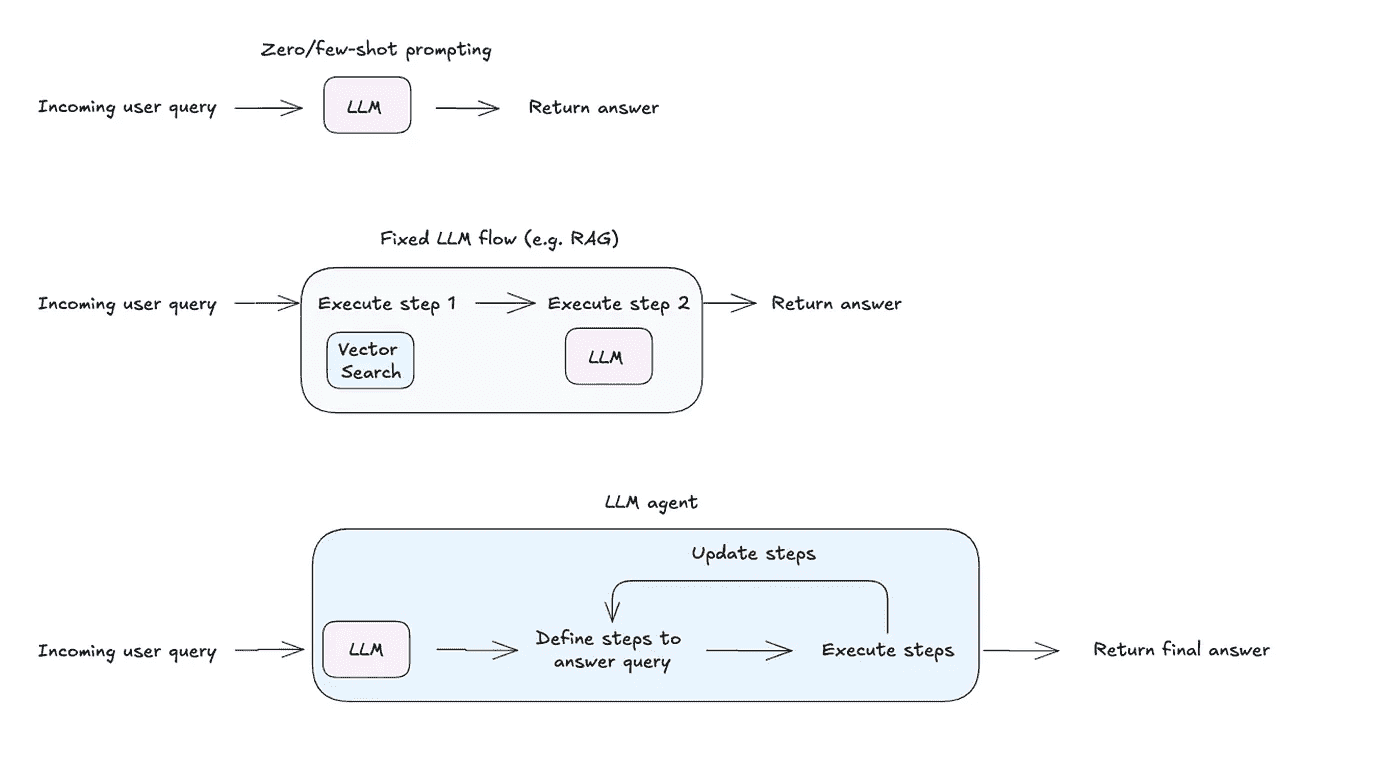 Zero/few-shot prompting
Incoming user query
LLM
Return answer
Fixed LLM flow (e.g. RAG)
Incoming user query
Execute step 1
Execute step 2
Return answer
Vector
Search
LLM
LLM agent
Update steps
Incoming user query
LLM
Define steps to
answer query
Execute steps
Return final answer